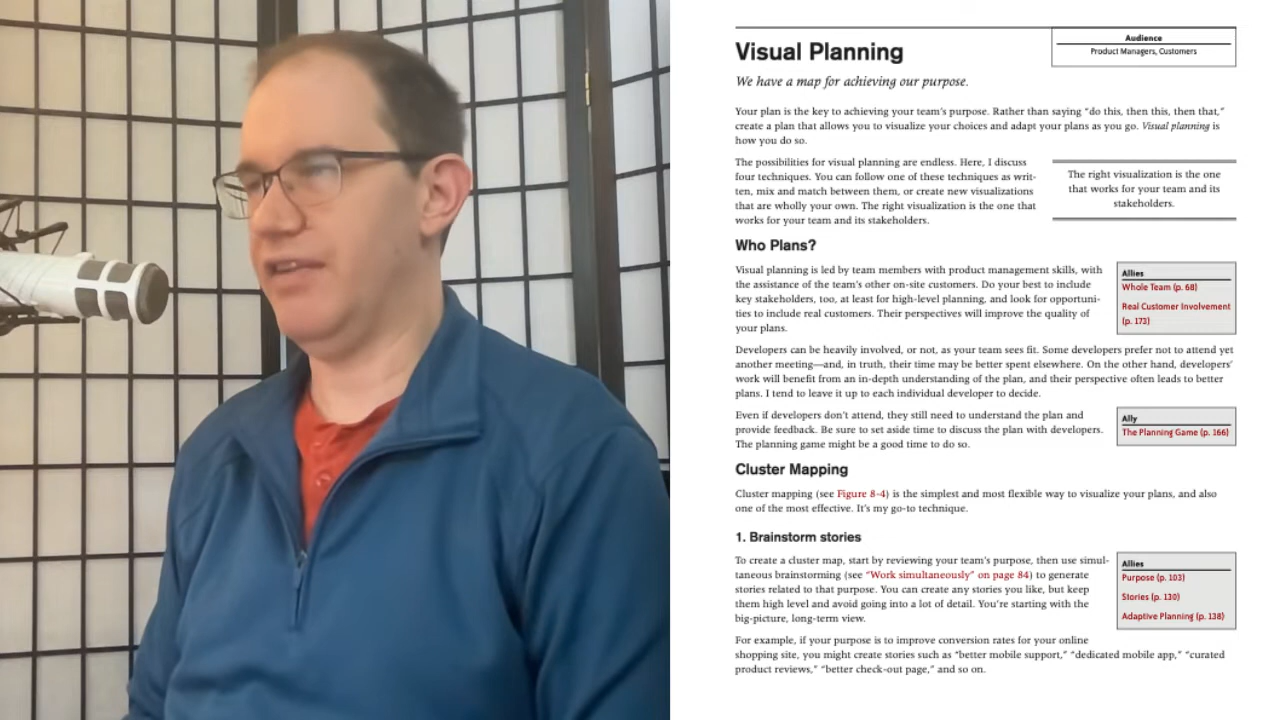 Visual Planning
Audience
Product Managers, Customers
We have a map for achieving our purpose.
Your plan is the key to achieving your team's purpose. Rather than saying “do this, then this, then that,”
create a plan that allows you to visualize your choices and adapt your plans as you go. Visual planning is
how you do so.
The possibilities for visual planning are endless. Here, I discuss
four techniques. You can follow one of these techniques as writ-
ten, mix and match between them, or create new visualizations
that are wholly your own. The right visualization is the one that
works for your team and its stakeholders.
The right visualization is the one
that works for your team and its
stakeholders.
Who Plans?
Visual planning is led by team members with product management skills, with
the assistance of the team's other on-site customers. Do your best to include
key stakeholders, too, at least for high-level planning, and look for opportuni-
ties to include real customers. Their perspectives will improve the quality of
your plans.
Allies
Whole Team (p. 68)
Real Customer Involvement
(p. 173)
Developers can be heavily involved, or not, as your team sees fit. Some developers prefer not to attend yet
another meeting—and, in truth, their time may be better spent elsewhere. On the other hand, developers'
work will benefit from an in-depth understanding of the plan, and their perspective often leads to better
plans. I tend to leave it up to each individual developer to decide.
Even if developers don't attend, they still need to understand the plan and
provide feedback. Be sure to set aside time to discuss the plan with developers.
The planning game might be a good time to do so.
Ally
The Planning Game (p. 166)
Cluster Mapping
Cluster mapping (see Figure 8-4) is the simplest and most flexible way to visualize your plans, and also
one of the most effective. It's my go-to technique.
1. Brainstorm stories
To create a cluster map, start by reviewing your team's purpose, then use simul-
taneous brainstorming (see “Work simultaneously” on page 84) to generate
stories related to that purpose. You can create any stories you like, but keep
them high level and avoid going into a lot of detail. You're starting with the
big-picture, long-term view.
Allies
Purpose (p. 103)
Stories (p. 130)
Adaptive Planning (p. 138)
For example, if your purpose is to improve conversion rates for your online
shopping site, you might create stories such as “better mobile support,” “dedicated mobile app,” “curated
product reviews,” “better check-out page,” and so on.